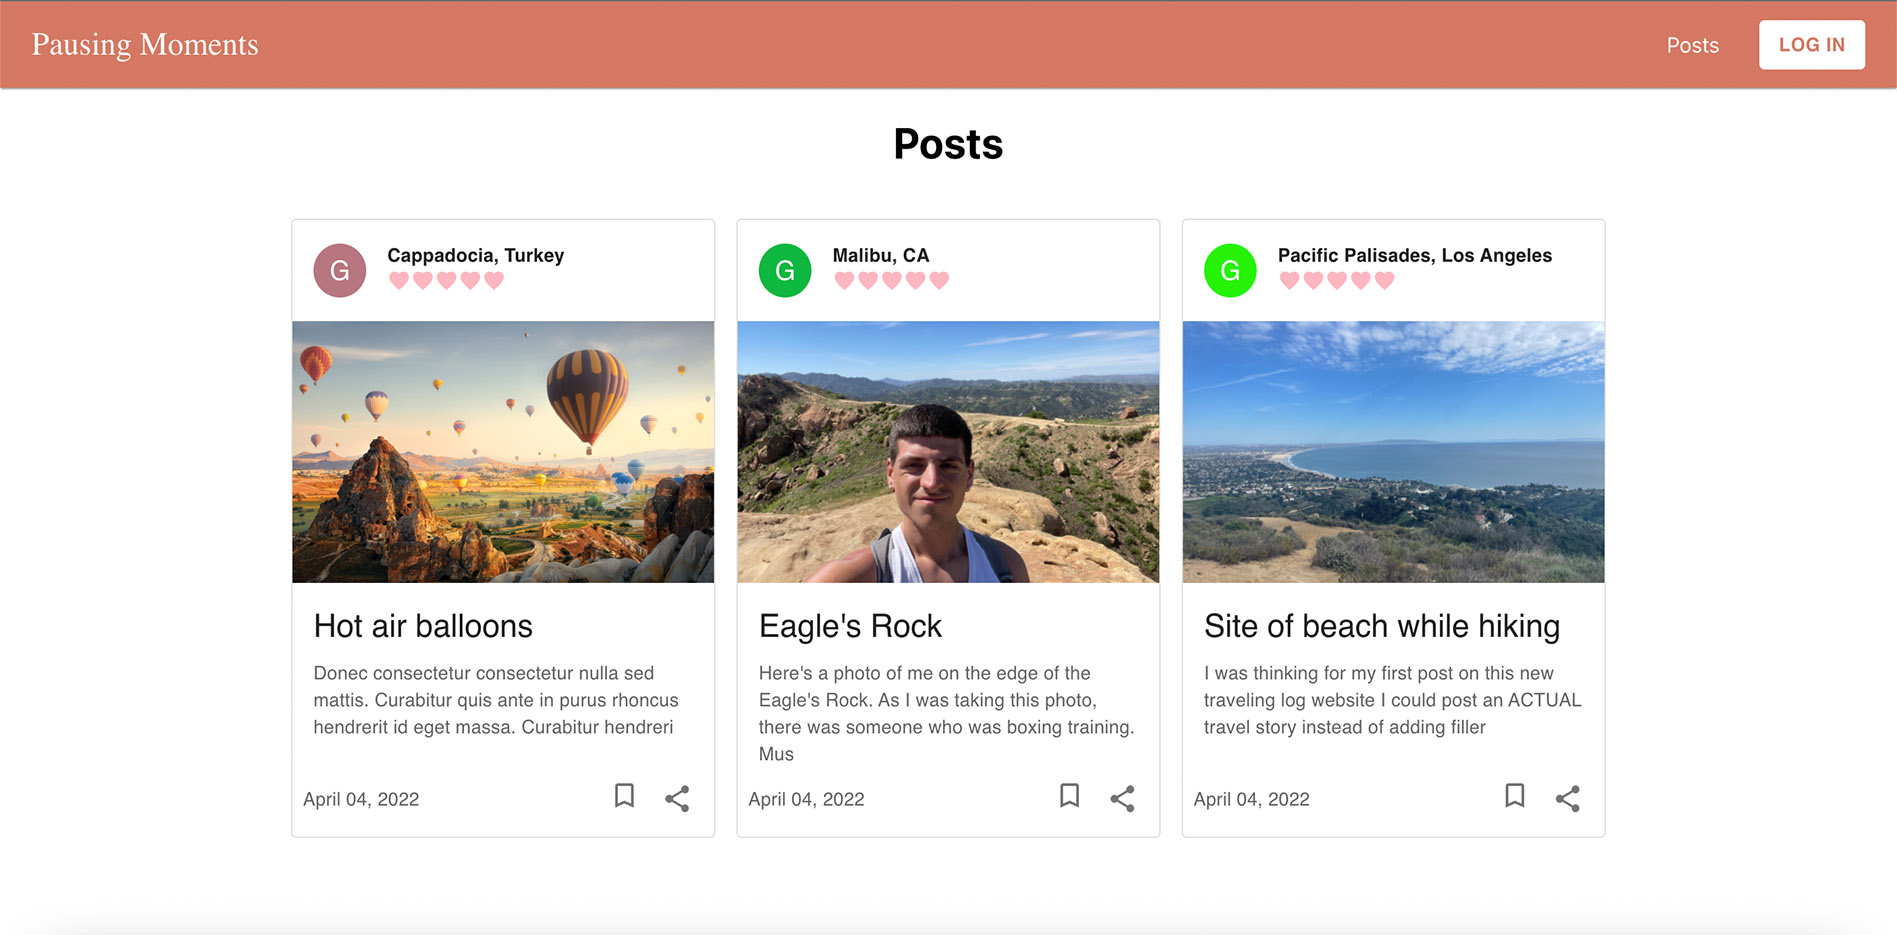 Pausing Moments
Posts
LOG IN
Posts
G
Cappadocia, Turkey
Hot air balloons
Donec consectetur consectetur nulla sed
mattis. Curabitur quis ante in purus rhoncus
hendrerit id eget massa. Curabitur hendreri
April 04, 2022
G
Malibu, CA
Eagle's Rock
Here's a photo of me on the edge of the
Eagle's Rock. As I was taking this photo,
there was someone who was boxing training.
Mus
April 04, 2022
G
Pacific Palisades, Los Angeles
Site of beach while hiking
I was thinking for my first post on this new
traveling log website I could post an ACTUAL
travel story instead of adding filler
April 04, 2022